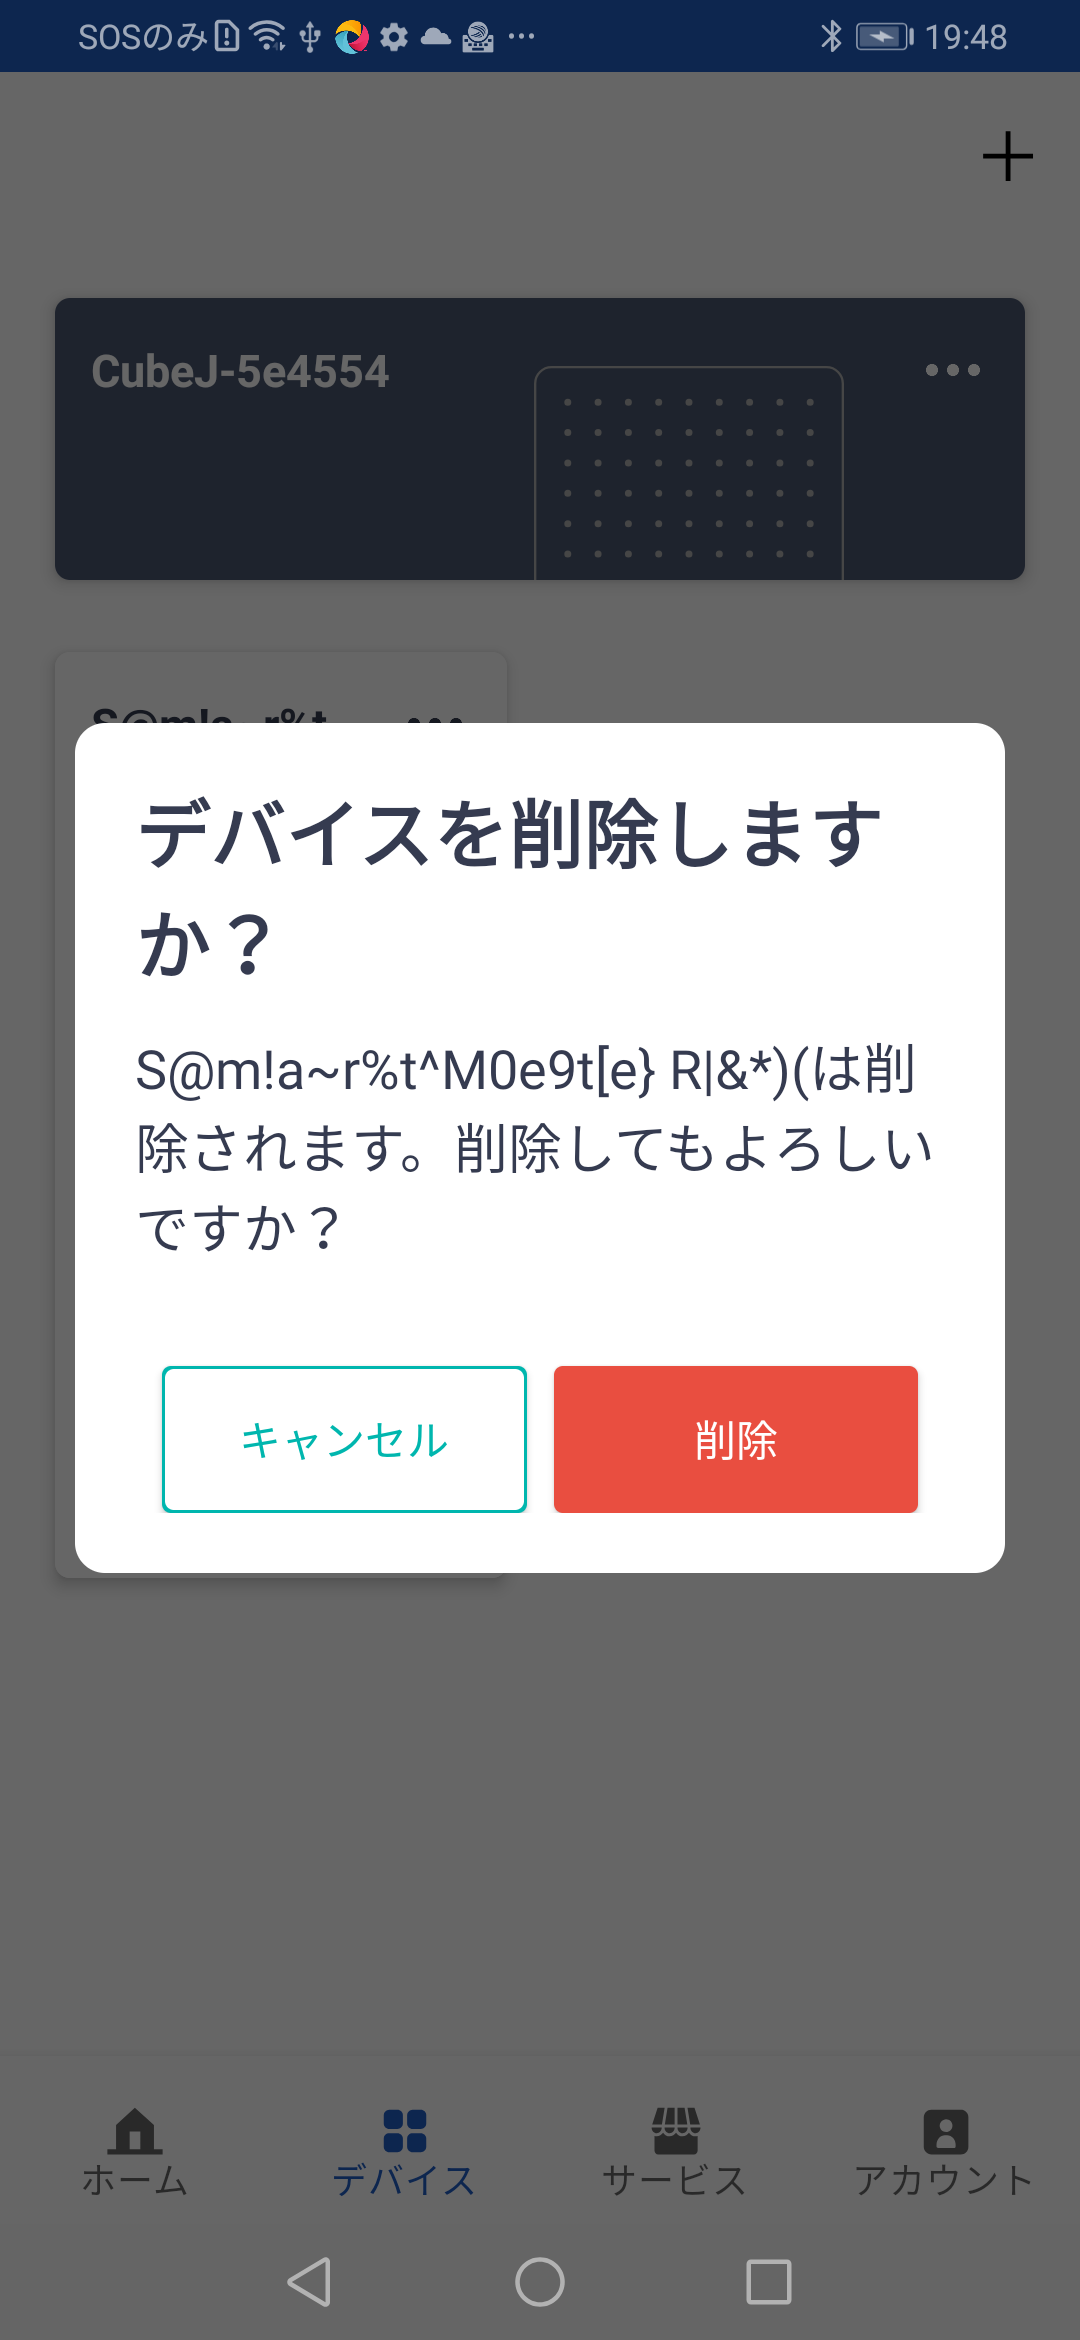 SOSのみ 19:48
CubeJ-5e4554
デバイスを削除します
か？
S@m!a~r%t^M0e9t[e} R|&*)(は削
除されます。削除してもよろしい
ですか？
キャンセル 削除
ホーム デバイス サービス アカウント